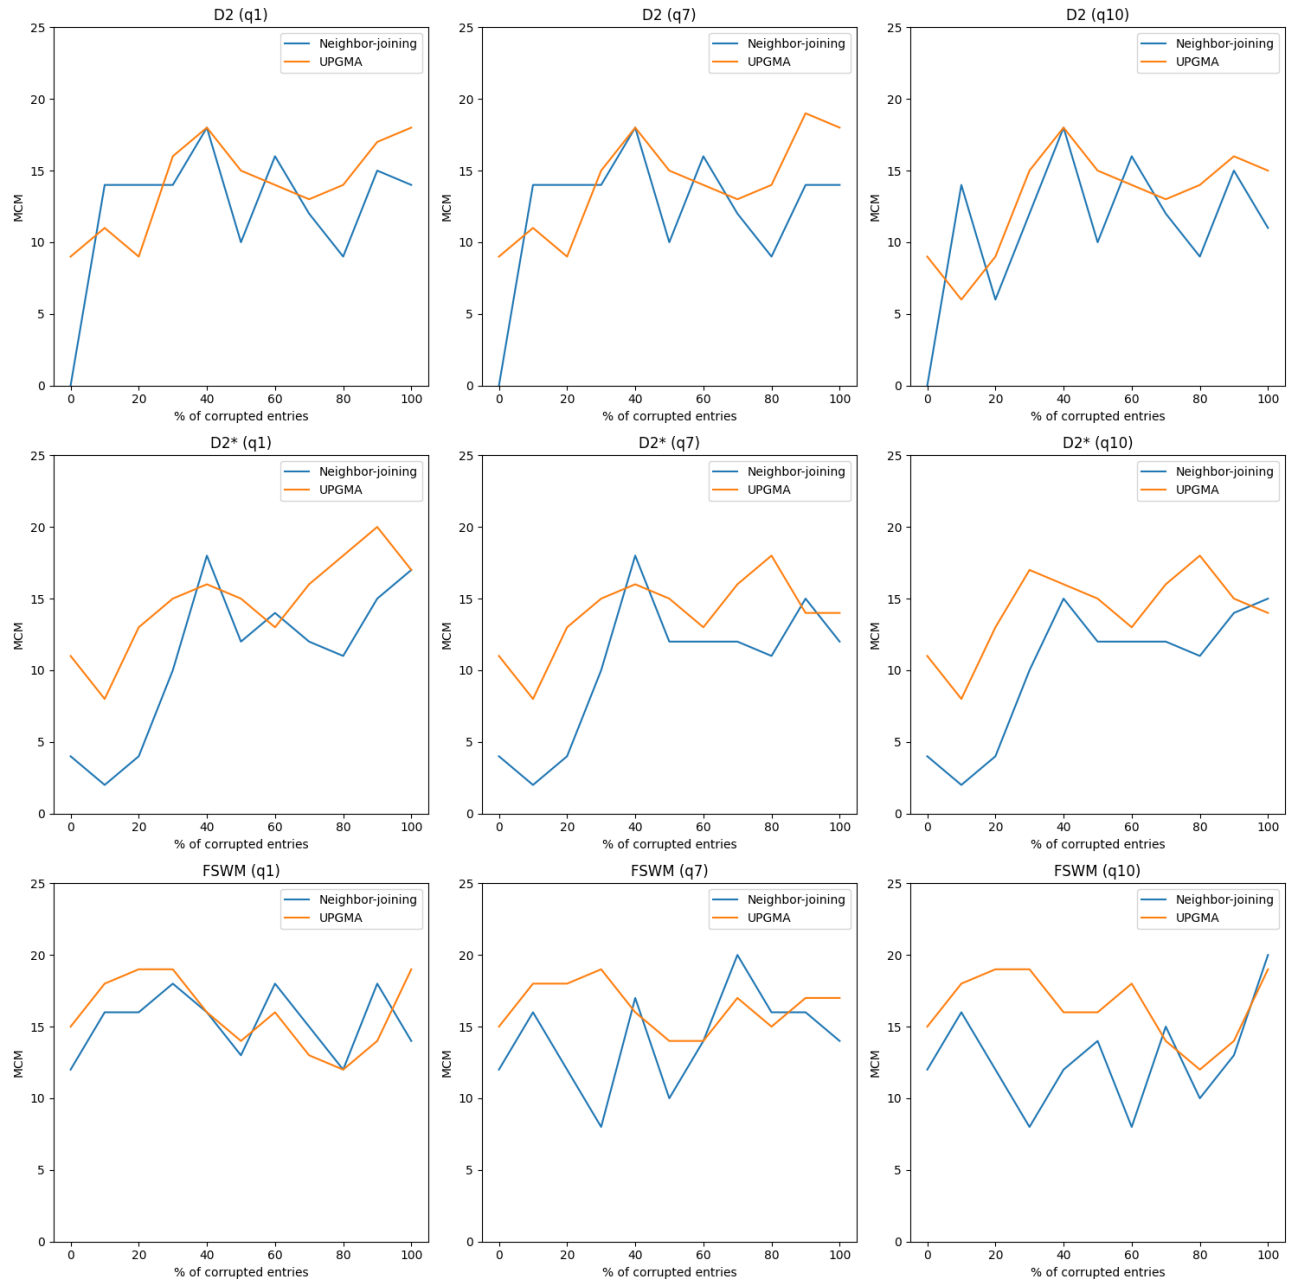 D2 (q1)
25
20
15
10
5
0
MCM
Neighbor-joining
UPGMA
0 20 40 60 80 100
% of corrupted entries
D2 (q7)
25
20
15
10
5
0
MCM
Neighbor-joining
UPGMA
0 20 40 60 80 100
% of corrupted entries
D2 (q10)
25
20
15
10
5
0
MCM
Neighbor-joining
UPGMA
0 20 40 60 80 100
% of corrupted entries
D2* (q1)
25
20
15
10
5
0
MCM
Neighbor-joining
UPGMA
0 20 40 60 80 100
% of corrupted entries
D2* (q7)
25
20
15
10
5
0
MCM
Neighbor-joining
UPGMA
0 20 40 60 80 100
% of corrupted entries
D2* (q10)
25
20
15
10
5
0
MCM
Neighbor-joining
UPGMA
0 20 40 60 80 100
% of corrupted entries
FSWM (q1)
25
20
15
10
5
0
MCM
Neighbor-joining
UPGMA
0 20 40 60 80 100
% of corrupted entries
FSWM (q7)
25
20
15
10
5
0
MCM
Neighbor-joining
UPGMA
0 20 40 60 80 100
% of corrupted entries
FSWM (q10)
25
20
15
10
5
0
MCM
Neighbor-joining
UPGMA
0 20 40 60 80 100
% of corrupted entries